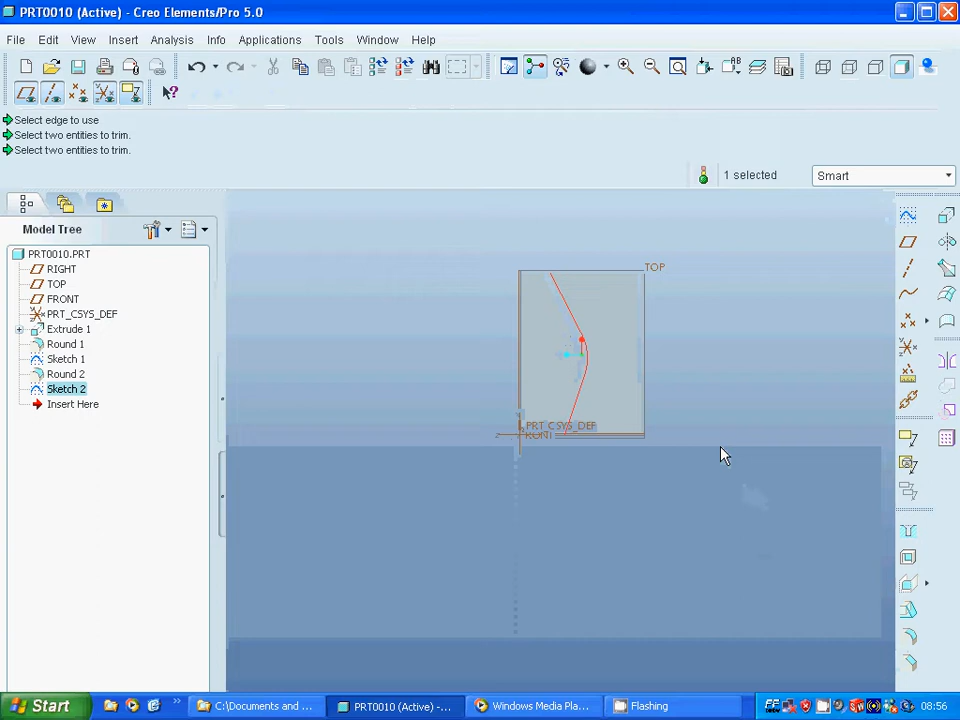 PRT0010 (Active) - Creo Elements/Pro 5.0
File Edit View Insert Analysis Info Applications Tools Window Help
Select edge to use
Select two entities to trim.
Select two entities to trim.
1 selected
Smart
Model Tree
PRT0010.PRT
RIGHT
TOP
FRONT
PRT_CSYS_DEF
Extrude 1
Round 1
Sketch 1
Round 2
Sketch 2
Insert Here
TOP
PRT_CSYS_DEF
RONT
Start
C:\Documents and ...
PRT0010 (Active) -...
Windows Media Pla...
Flashing
08:56